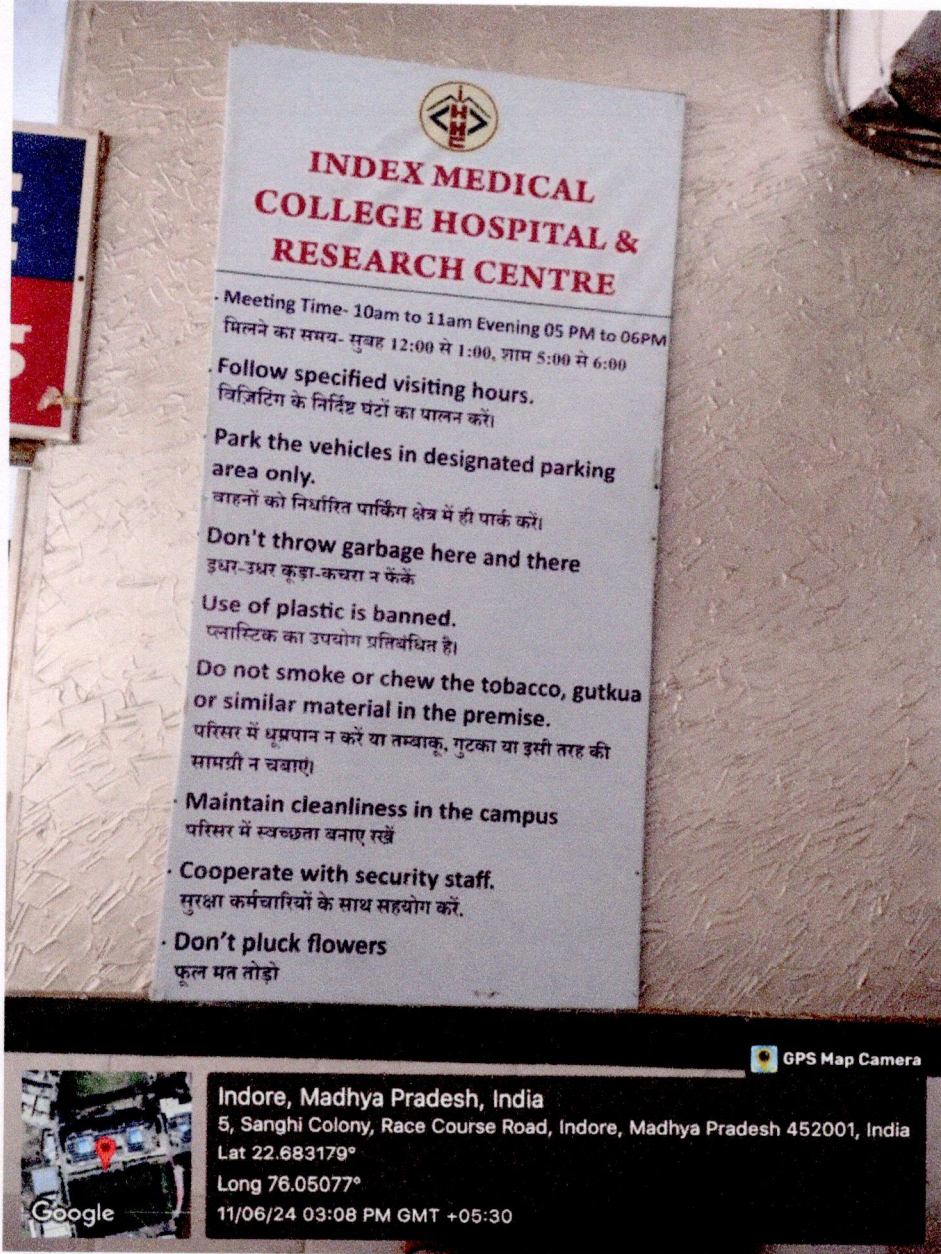 INDEX MEDICAL
COLLEGE HOSPITAL &
RESEARCH CENTRE
· Meeting Time- 10am to 11am Evening 05 PM to 06PM
मिलने का समय- सुबह 12:00 से 1:00, शाम 5:00 से 6:00
· Follow specified visiting hours.
विज़िटिंग के निर्दिष्ट घंटों का पालन करें।
· Park the vehicles in designated parking
area only.
वाहनों को निर्धारित पार्किंग क्षेत्र में ही पार्क करें।
· Don't throw garbage here and there
इधर-उधर कूड़ा-कचरा न फेंकें
· Use of plastic is banned.
प्लास्टिक का उपयोग प्रतिबंधित है।
· Do not smoke or chew the tobacco, gutkua
or similar material in the premise.
परिसर में धूम्रपान न करें या तम्बाकू, गुटका या इसी तरह की
सामग्री न चबाएं।
· Maintain cleanliness in the campus
परिसर में स्वच्छता बनाए रखें
· Cooperate with security staff.
सुरक्षा कर्मचारियों के साथ सहयोग करें.
· Don't pluck flowers
फूल मत तोड़ो
GPS Map Camera
Indore, Madhya Pradesh, India
5, Sanghi Colony, Race Course Road, Indore, Madhya Pradesh 452001, India
Lat 22.683179°
Long 76.05077°
11/06/24 03:08 PM GMT +05:30
Google